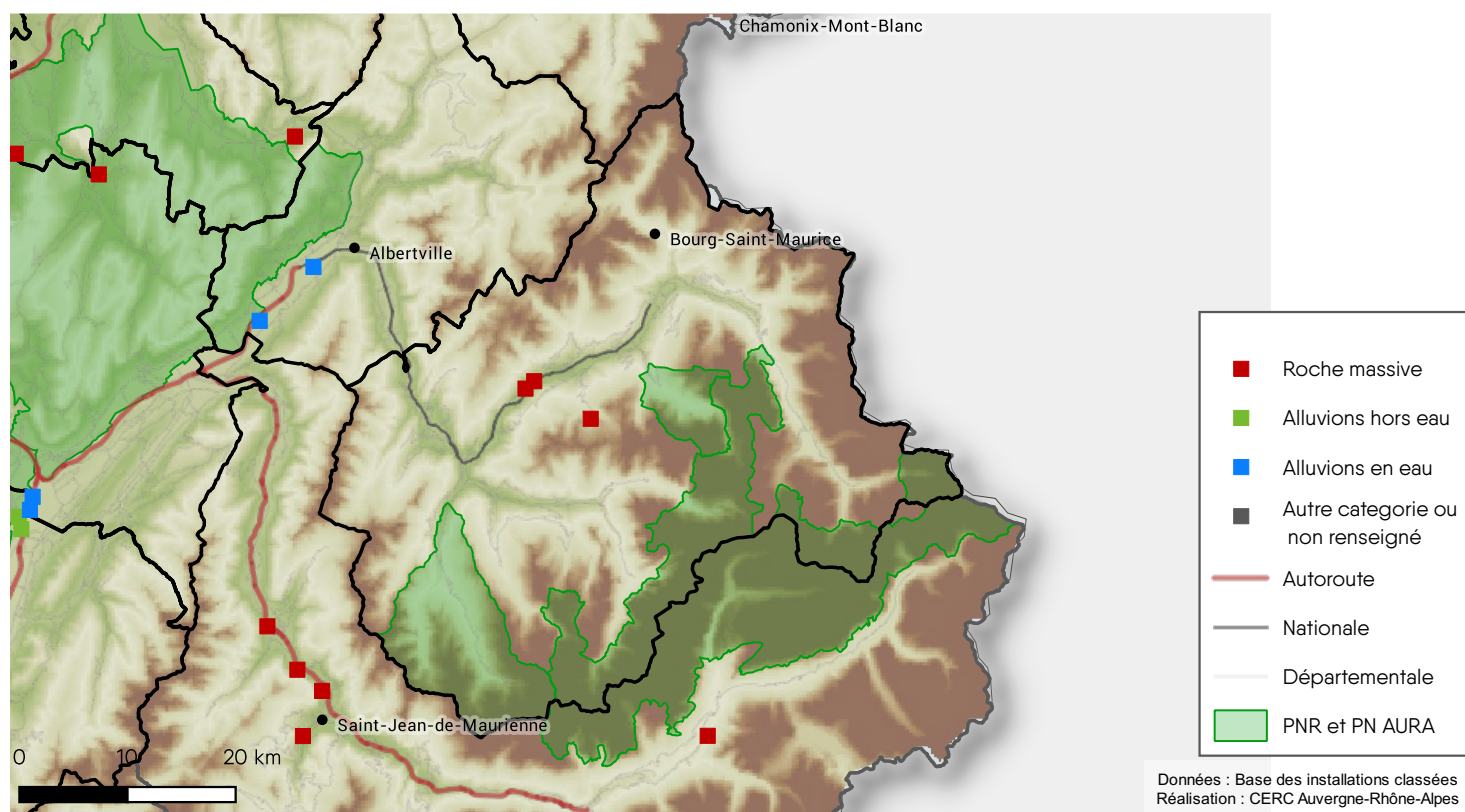 Chamonix-Mont-Blanc
Bourg-Saint-Maurice
Albertville
Saint-Jean-de-Maurienne
0 10 20 km
Roche massive
Alluvions hors eau
Alluvions en eau
Autre categorie ou
non renseigné
Autoroute
Nationale
Départementale
PNR et PN AURA
Données : Base des installations classées
Réalisation : CERC Auvergne-Rhône-Alpes